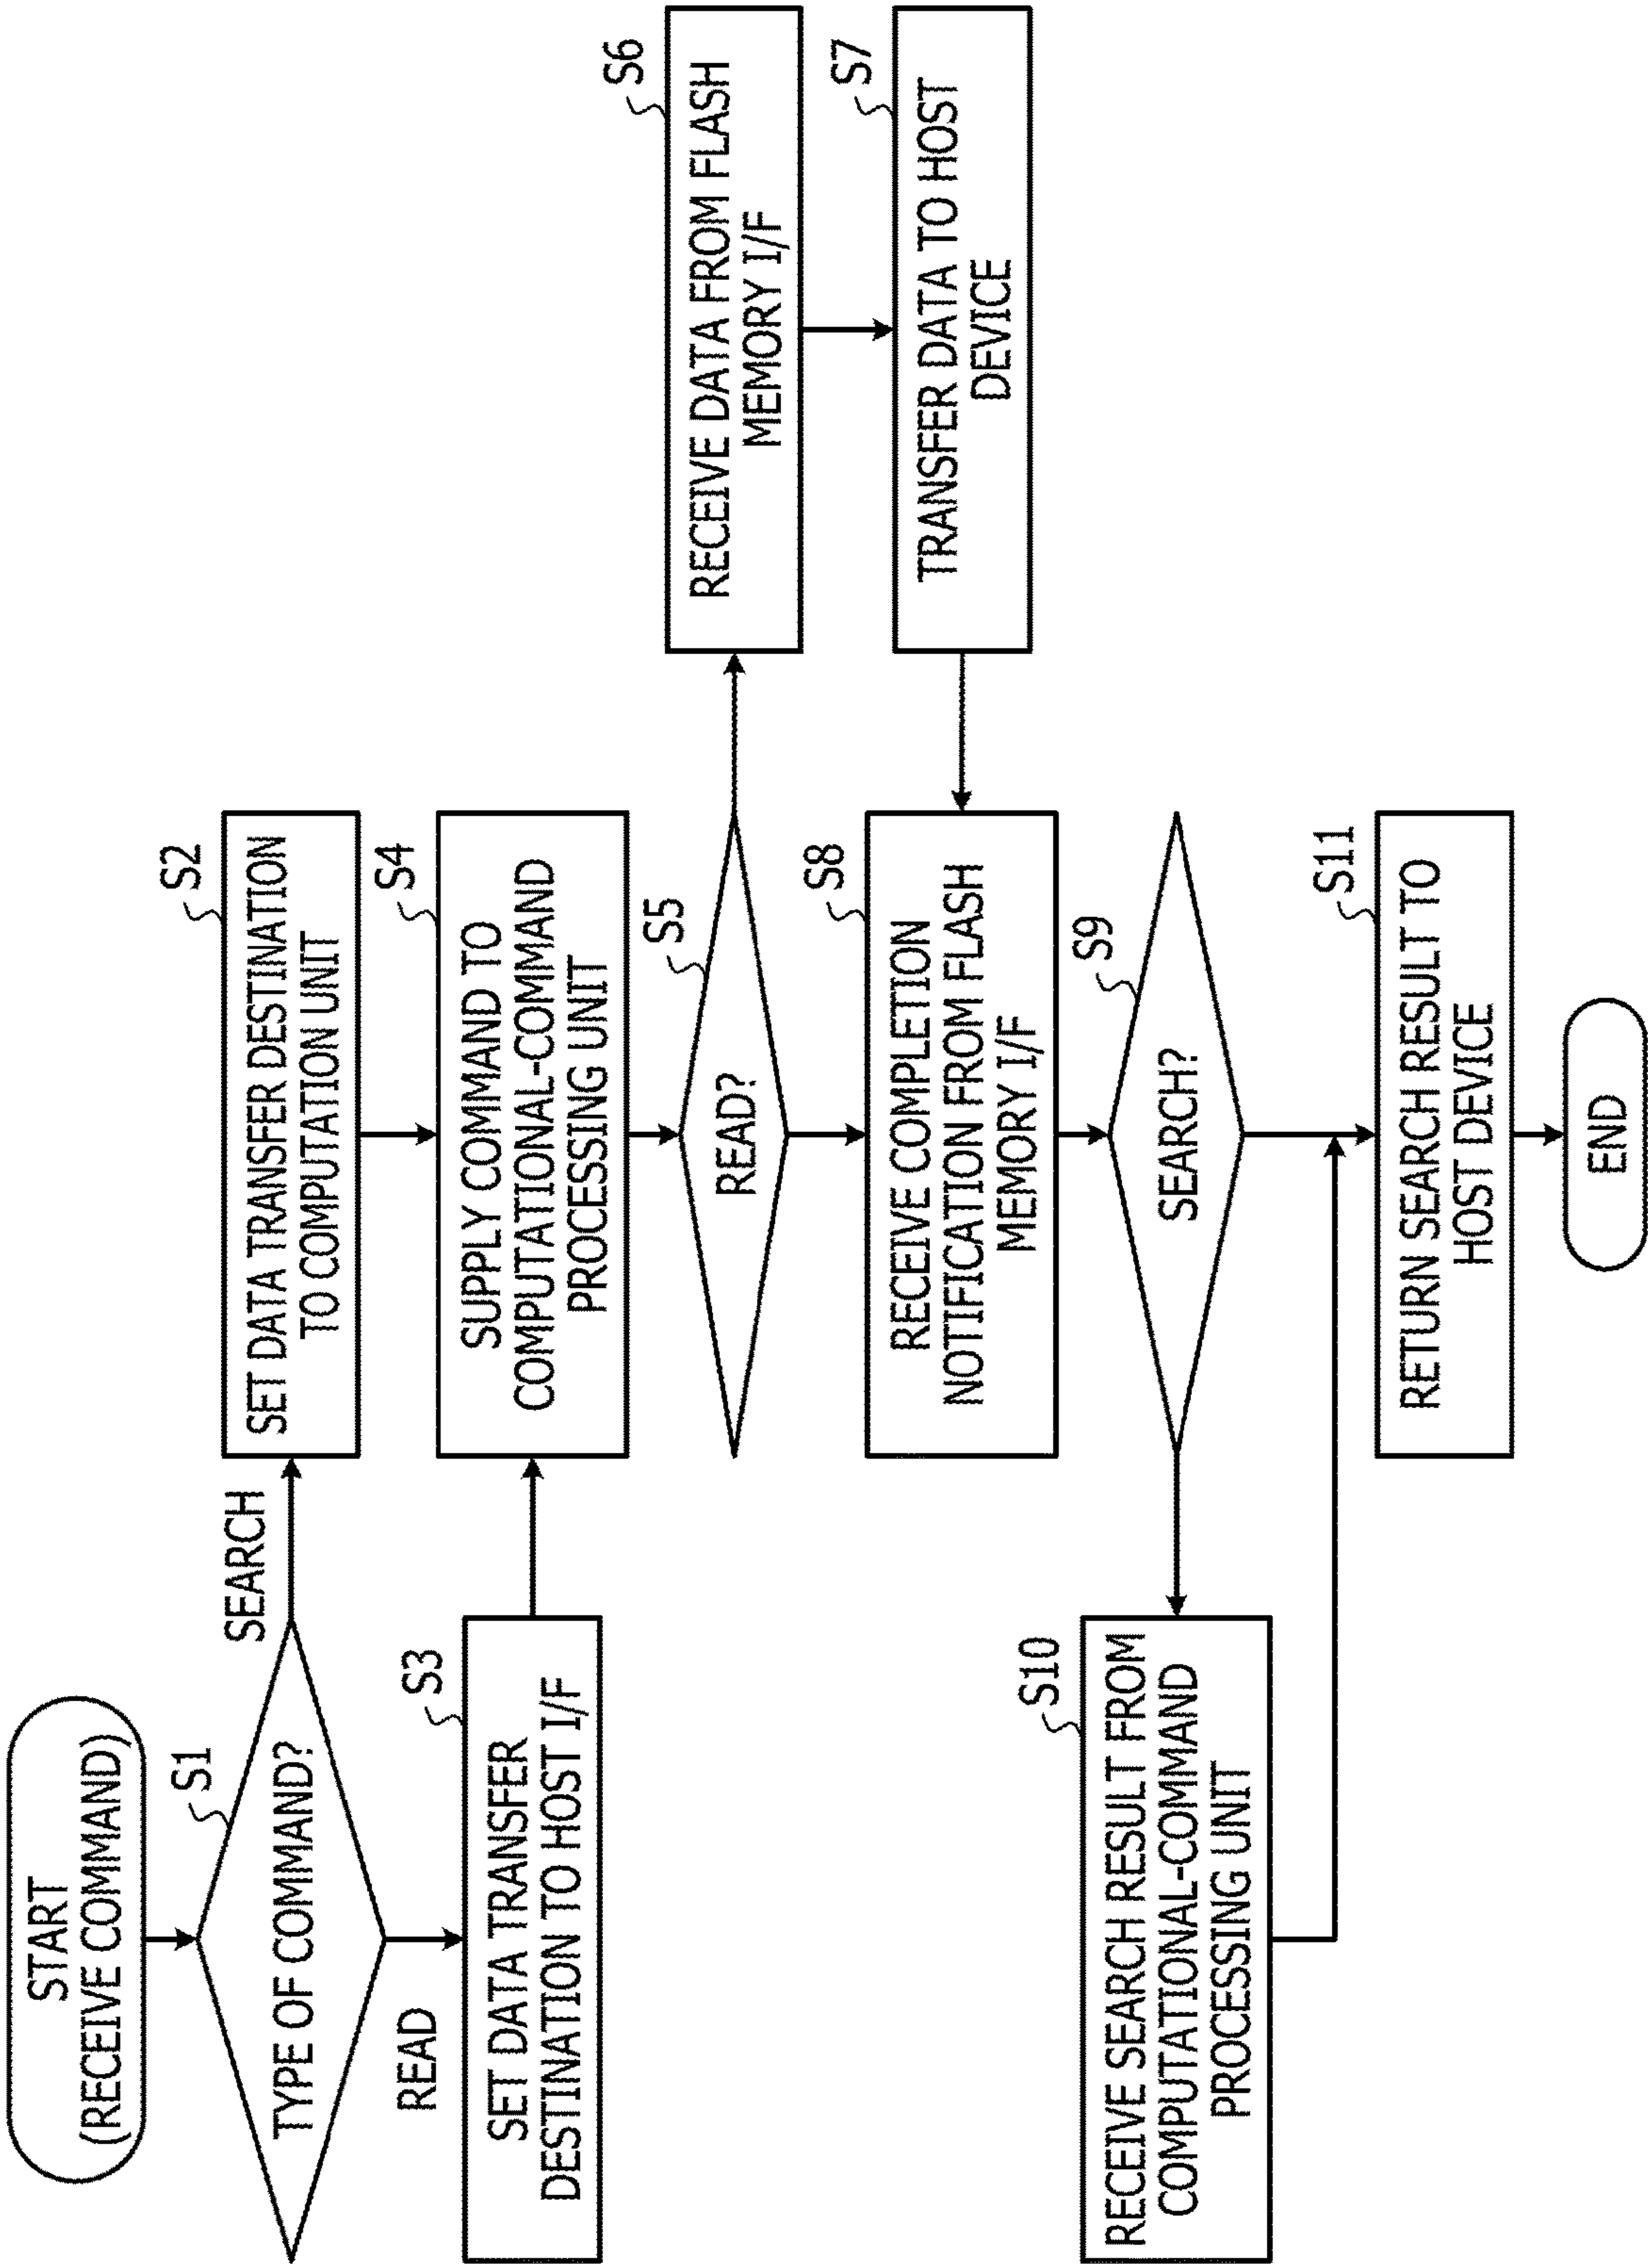 START
(RECEIVE COMMAND)
S1
TYPE OF COMMAND?
SEARCH
READ
S2
SET DATA TRANSFER DESTINATION
TO COMPUTATION UNIT
S3
SET DATA TRANSFER
DESTINATION TO HOST I/F
S4
SUPPLY COMMAND TO
COMPUTATIONAL-COMMAND
PROCESSING UNIT
S5
READ?
S6
RECEIVE DATA FROM FLASH
MEMORY I/F
S7
TRANSFER DATA TO HOST
DEVICE
S8
RECEIVE COMPLETION
NOTIFICATION FROM FLASH
MEMORY I/F
S9
SEARCH?
S10
RECEIVE SEARCH RESULT FROM
COMPUTATIONAL-COMMAND
PROCESSING UNIT
S11
RETURN SEARCH RESULT TO
HOST DEVICE
END